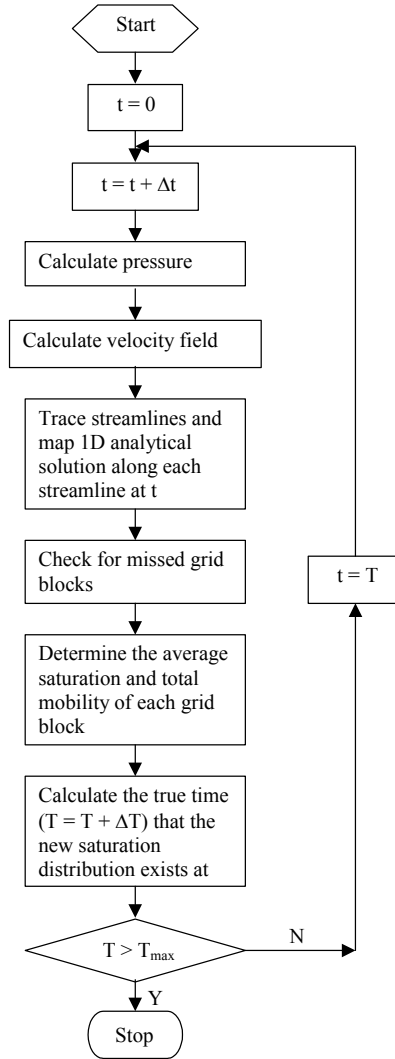 Start
t = 0
t = t + Δt
Calculate pressure
Calculate velocity field
Trace streamlines and
map 1D analytical
solution along each
streamline at t
Check for missed grid
blocks
t = T
Determine the average
saturation and total
mobility of each grid
block
Calculate the true time
(T = T + ΔT) that the
new saturation
distribution exists at
T > Tmax
N
Y
Stop